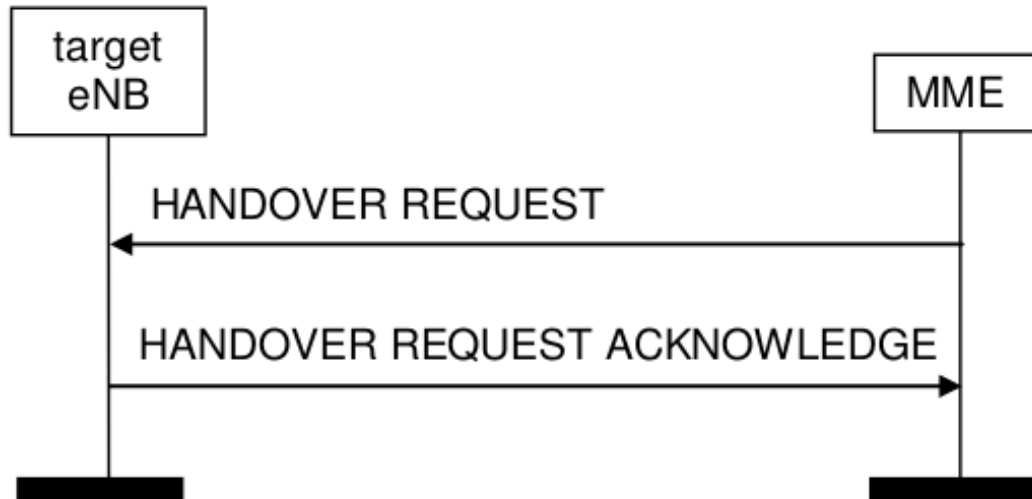 target
eNB
MME
HANDOVER REQUEST
HANDOVER REQUEST ACKNOWLEDGE